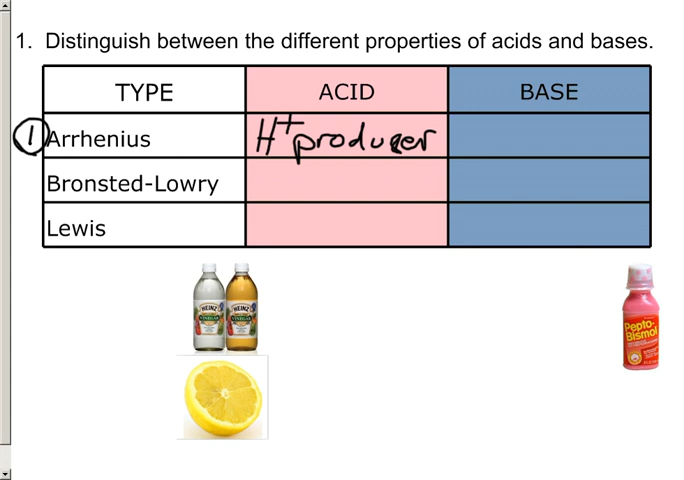 1. Distinguish between the different properties of acids and bases.
TYPE ACID BASE
1 Arrhenius H+ producer
Bronsted-Lowry
Lewis
HEINZ HEINZ
VINEGAR VINEGAR
Pepto-
Bismol